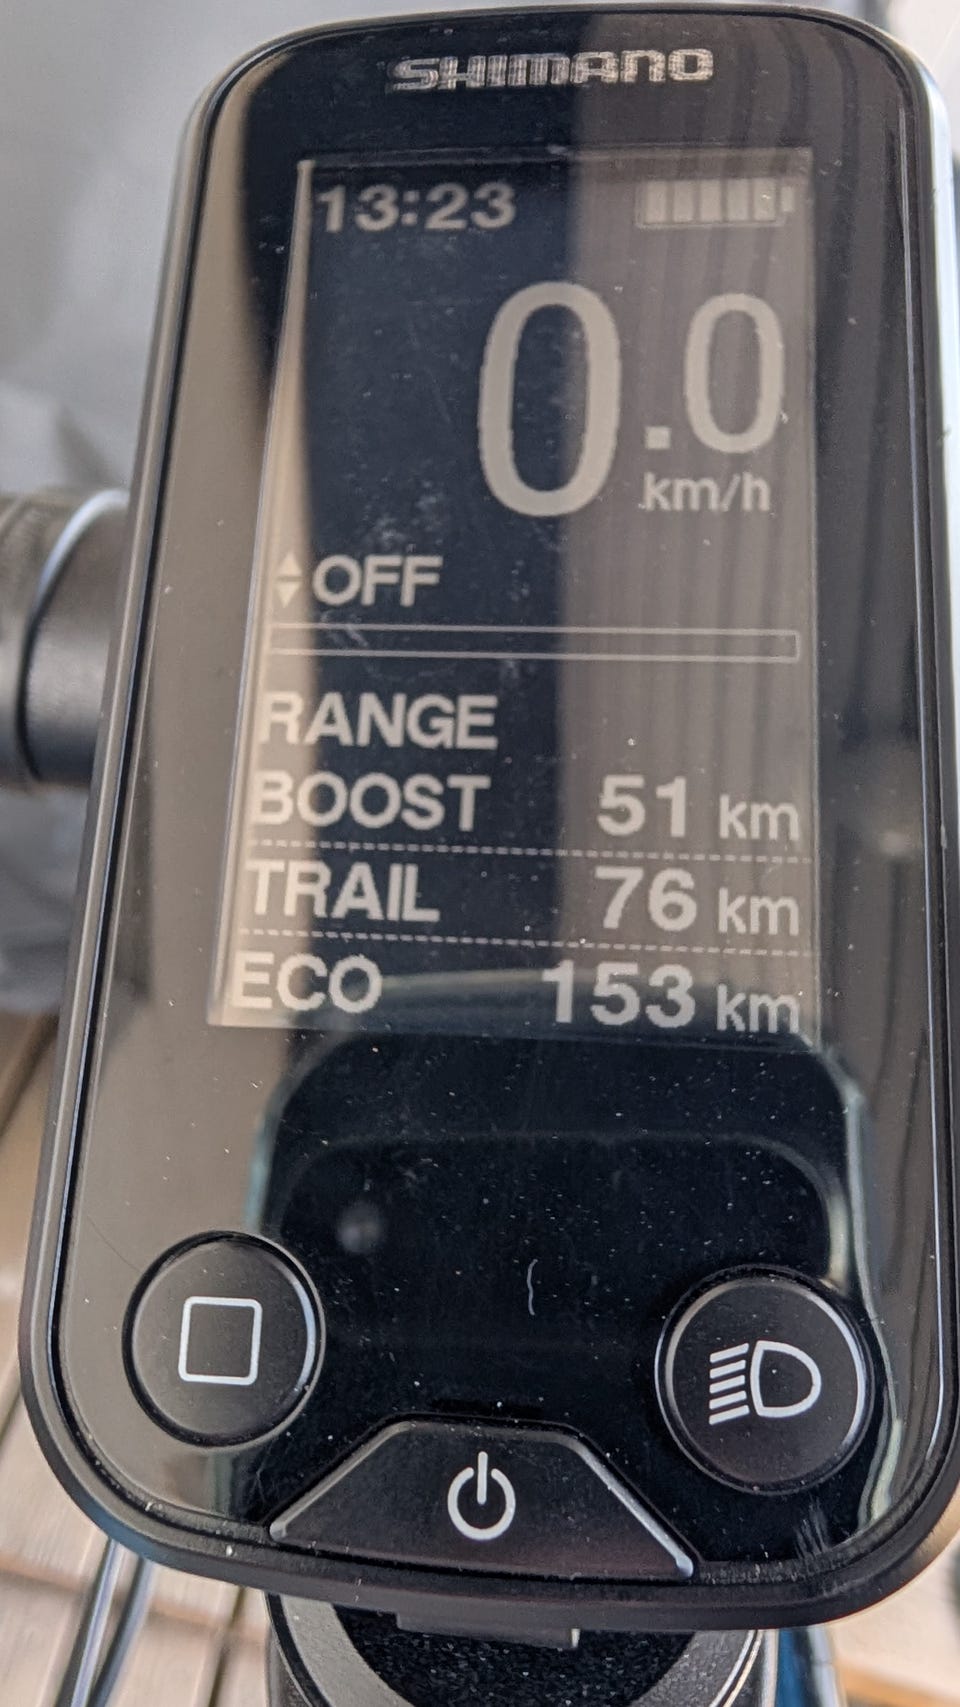 SHIMANO
13:23
0.0
km/h
OFF
RANGE
BOOST 51 km
TRAIL 76 km
ECO 153 km